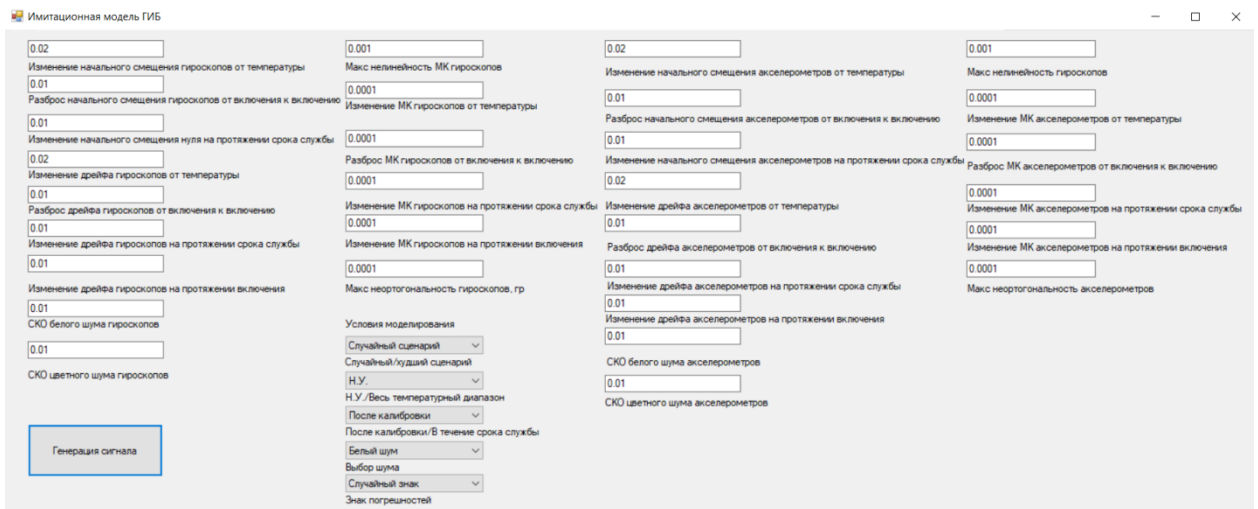 Имитационная модель ГИБ
0.02
Изменение начального смещения гироскопов от температуры
0.01
Разброс начального смещения гироскопов от включения к включению
0.01
Изменение начального смещения нуля на протяжении срока службы
0.02
Изменение дрейфа гироскопов от температуры
0.01
Разброс дрейфа гироскопов от включения к включению
0.01
Изменение дрейфа гироскопов на протяжении срока службы
0.01
Изменение дрейфа гироскопов на протяжении включения
0.01
СКО белого шума гироскопов
0.01
СКО цветного шума гироскопов
Генерация сигнала
0.001
Макс нелинейность МК гироскопов
0.0001
Изменение МК гироскопов от температуры
0.0001
Разброс МК гироскопов от включения к включению
0.0001
Изменение МК гироскопов на протяжении срока службы
0.0001
Изменение МК гироскопов на протяжении включения
0.0001
Макс неортогональность гироскопов, гр
Условия моделирования
Случайный сценарий
Случайный/худший сценарий
Н.У.
Н.У./Весь температурный диапазон
После калибровки
После калибровки/В течение срока службы
Белый шум
Выбор шума
Случайный знак
Знак погрешностей
0.02
Изменение начального смещения акселерометров от температуры
0.01
Разброс начального смещения акселерометров от включения к включению
0.01
Изменение начального смещения акселерометров на протяжении срока службы
0.02
Изменение дрейфа акселерометров от температуры
0.01
Разброс дрейфа акселерометров от включения к включению
0.01
Изменение дрейфа акселерометров на протяжении срока службы
0.01
Изменение дрейфа акселерометров на протяжении включения
0.01
СКО белого шума акселерометров
0.01
СКО цветного шума акселерометров
0.001
Макс нелинейность гироскопов
0.0001
Изменение МК акселерометров от температуры
0.0001
Разброс МК акселерометров от включения к включению
0.0001
Изменение МК акселерометров на протяжении срока службы
0.0001
Изменение МК акселерометров на протяжении включения
0.0001
Макс неортогональность акселерометров